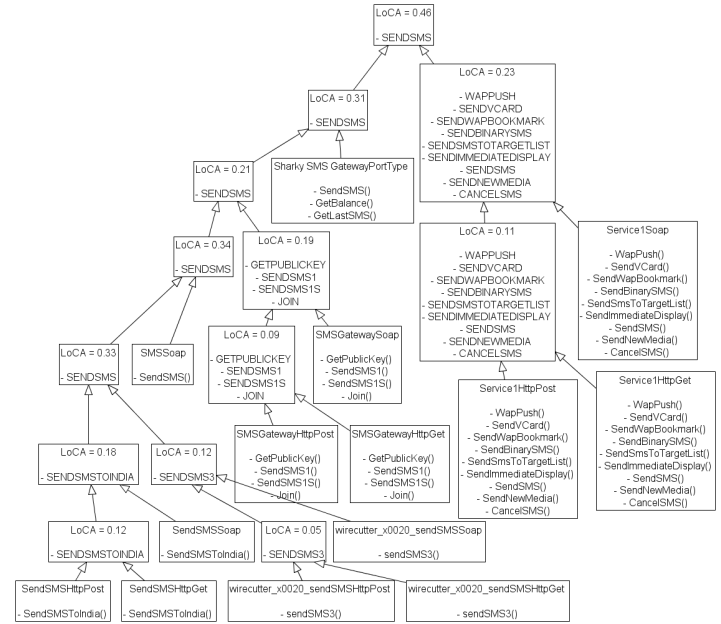 LoCA = 0.46
- SENDSMS
LoCA = 0.23
- WAPPUSH
- SENDVCARD
- SENDWAPBOOKMARK
- SENDBINARYSMS
- SENDSMSTOTARGETLIST
- SENDIMMEDIATEDISPLAY
- SENDSMS
- SENDNEWMEDIA
- CANCELSMS
LoCA = 0.31
- SENDSMS
Sharky SMS GatewayPortType
- SendSMS()
- GetBalance()
- GetLastSMS()
LoCA = 0.21
- SENDSMS
LoCA = 0.34
- SENDSMS
LoCA = 0.19
- GETPUBLICKEY
- SENDSMS1
- SENDSMS1S
- JOIN
LoCA = 0.11
- WAPPUSH
- SENDVCARD
- SENDWAPBOOKMARK
- SENDBINARYSMS
- SENDSMSTOTARGETLIST
- SENDIMMEDIATEDISPLAY
- SENDSMS
- SENDNEWMEDIA
- CANCELSMS
Service1Soap
- WapPush()
- SendVCard()
- SendWapBookmark()
- SendBinarySMS()
- SendSmsToTargetList()
- SendImmediateDisplay()
- SendSMS()
- SendNewMedia()
- CancelSMS()
LoCA = 0.33
- SENDSMS
SMSSoap
- SendSMS()
LoCA = 0.09
- GETPUBLICKEY
- SENDSMS1
- SENDSMS1S
- JOIN
SMSGatewaySoap
- GetPublicKey()
- SendSMS1()
- SendSMS1S()
- Join()
Service1HttpPost
- WapPush()
- SendVCard()
- SendWapBookmark()
- SendBinarySMS()
- SendSmsToTargetList()
- SendImmediateDisplay()
- SendSMS()
- SendNewMedia()
- CancelSMS()
Service1HttpGet
- WapPush()
- SendVCard()
- SendWapBookmark()
- SendBinarySMS()
- SendSmsToTargetList()
- SendImmediateDisplay()
- SendSMS()
- SendNewMedia()
- CancelSMS()
LoCA = 0.18
- SENDSMSTOINDIA
LoCA = 0.12
- SENDSMS3
SMSGatewayHttpPost
- GetPublicKey()
- SendSMS1()
- SendSMS1S()
- Join()
SMSGatewayHttpGet
- GetPublicKey()
- SendSMS1()
- SendSMS1S()
- Join()
LoCA = 0.12
- SENDSMSTOINDIA
SendSMSSoap
- SendSMSToIndia()
LoCA = 0.05
- SENDSMS3
wirecutter_x0020_sendSMSSoap
- sendSMS3()
SendSMSHttpPost
- SendSMSToIndia()
SendSMSHttpGet
- SendSMSToIndia()
wirecutter_x0020_sendSMSHttpPost
- sendSMS3()
wirecutter_x0020_sendSMSHttpGet
- sendSMS3()